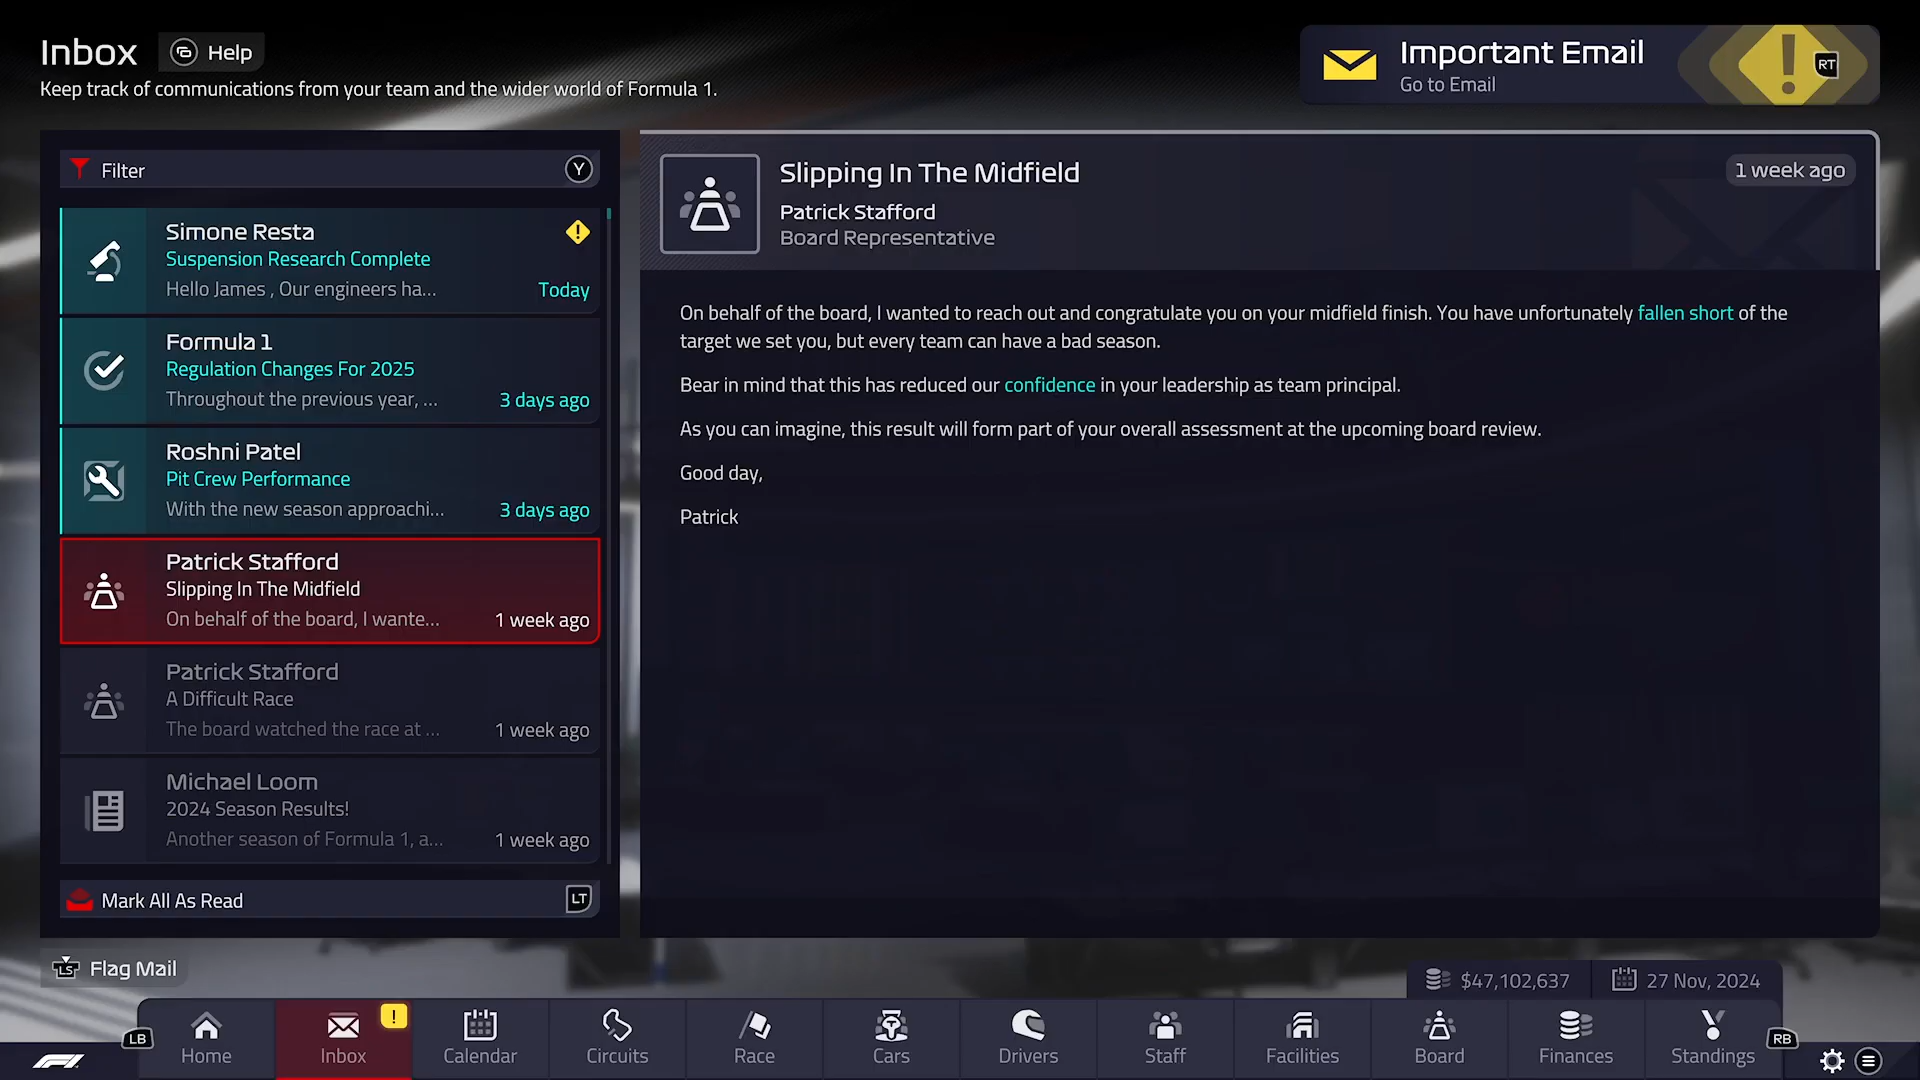 Inbox
Help
Keep track of communications from your team and the wider world of Formula 1.
Important Email
Go to Email
RT
Filter
Y
Simone Resta
Suspension Research Complete
Hello James , Our engineers ha...
Today
Formula 1
Regulation Changes For 2025
Throughout the previous year, ...
3 days ago
Roshni Patel
Pit Crew Performance
With the new season approachi...
3 days ago
Patrick Stafford
Slipping In The Midfield
On behalf of the board, I wante...
1 week ago
Patrick Stafford
A Difficult Race
The board watched the race at ...
1 week ago
Michael Loom
2024 Season Results!
Another season of Formula 1, a...
1 week ago
Mark All As Read
LT
Slipping In The Midfield
Patrick Stafford
Board Representative
1 week ago
On behalf of the board, I wanted to reach out and congratulate you on your midfield finish. You have unfortunately fallen short of the
target we set you, but every team can have a bad season.
Bear in mind that this has reduced our confidence in your leadership as team principal.
As you can imagine, this result will form part of your overall assessment at the upcoming board review.
Good day,
Patrick
LS
Flag Mail
$47,102,637
27 Nov, 2024
LB
Home
Inbox
Calendar
Circuits
Race
Cars
Drivers
Staff
Facilities
Board
Finances
Standings
RB